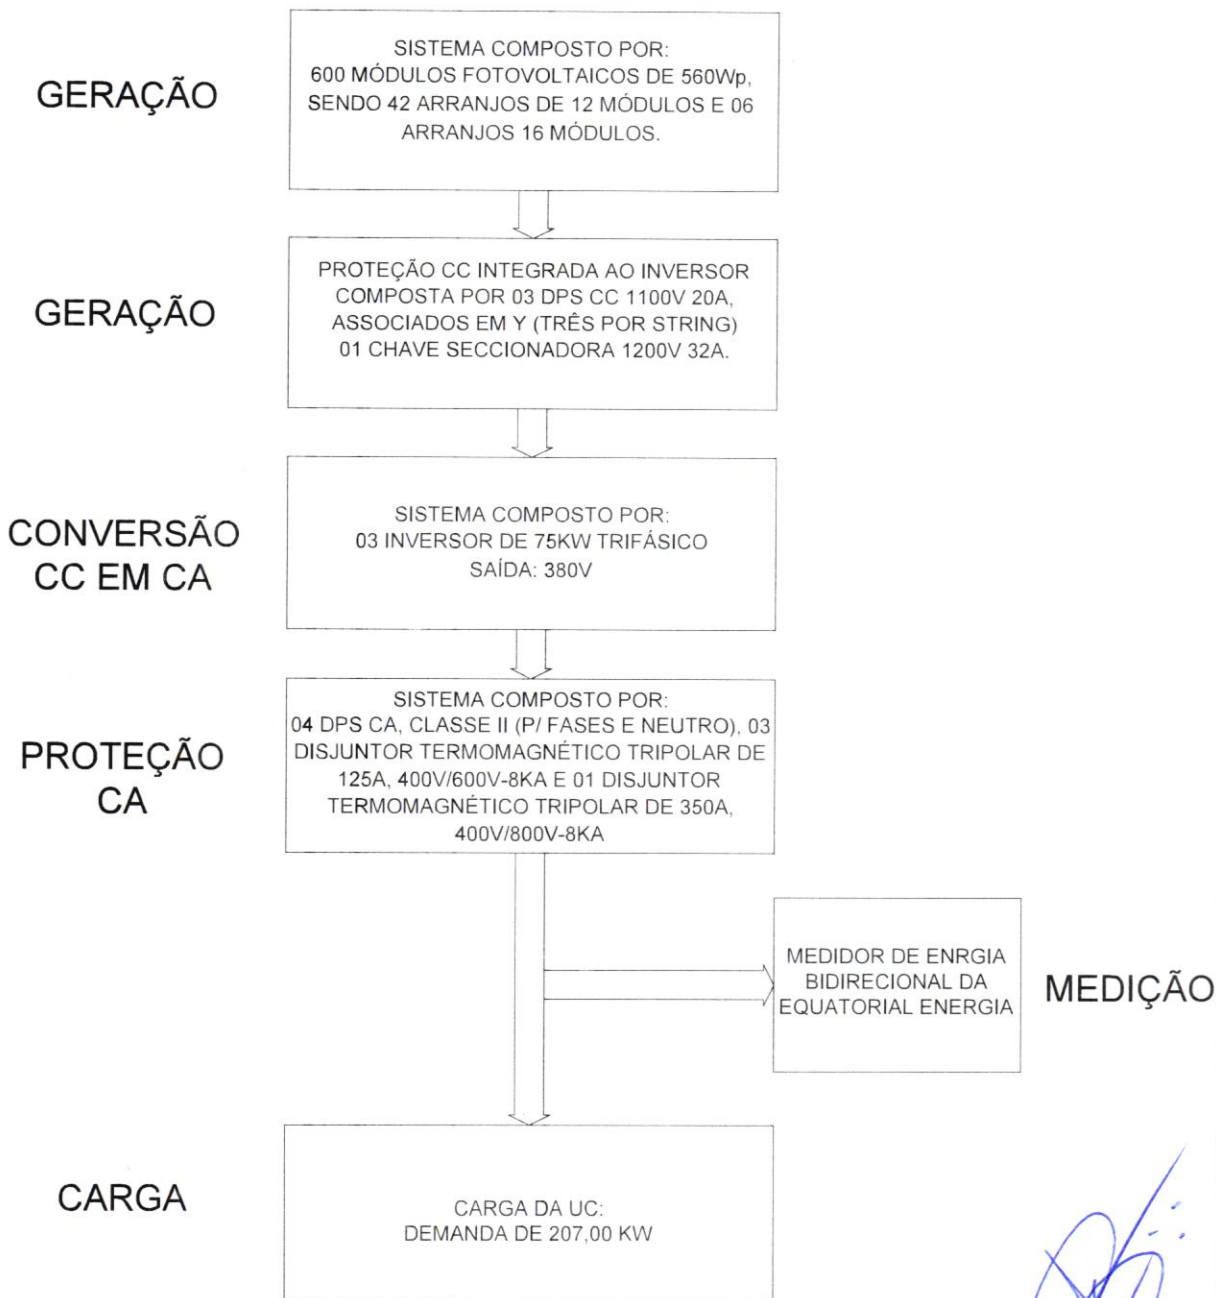 GERAÇÃO
SISTEMA COMPOSTO POR:
600 MÓDULOS FOTOVOLTAICOS DE 560Wp,
SENDO 42 ARRANJOS DE 12 MÓDULOS E 06
ARRANJOS 16 MÓDULOS.
GERAÇÃO
PROTEÇÃO CC INTEGRADA AO INVERSOR
COMPOSTA POR 03 DPS CC 1100V 20A,
ASSOCIADOS EM Y (TRÊS POR STRING)
01 CHAVE SECCIONADORA 1200V 32A.
CONVERSÃO
CC EM CA
SISTEMA COMPOSTO POR:
03 INVERSOR DE 75KW TRIFÁSICO
SAÍDA: 380V
PROTEÇÃO
CA
SISTEMA COMPOSTO POR:
04 DPS CA, CLASSE II (P/ FASES E NEUTRO), 03
DISJUNTOR TERMOMAGNÉTICO TRIPOLAR DE
125A, 400V/600V-8KA E 01 DISJUNTOR
TERMOMAGNÉTICO TRIPOLAR DE 350A,
400V/800V-8KA
MEDIDOR DE ENRGIA
BIDIRECIONAL DA
EQUATORIAL ENERGIA
MEDIÇÃO
CARGA
CARGA DA UC:
DEMANDA DE 207,00 KW